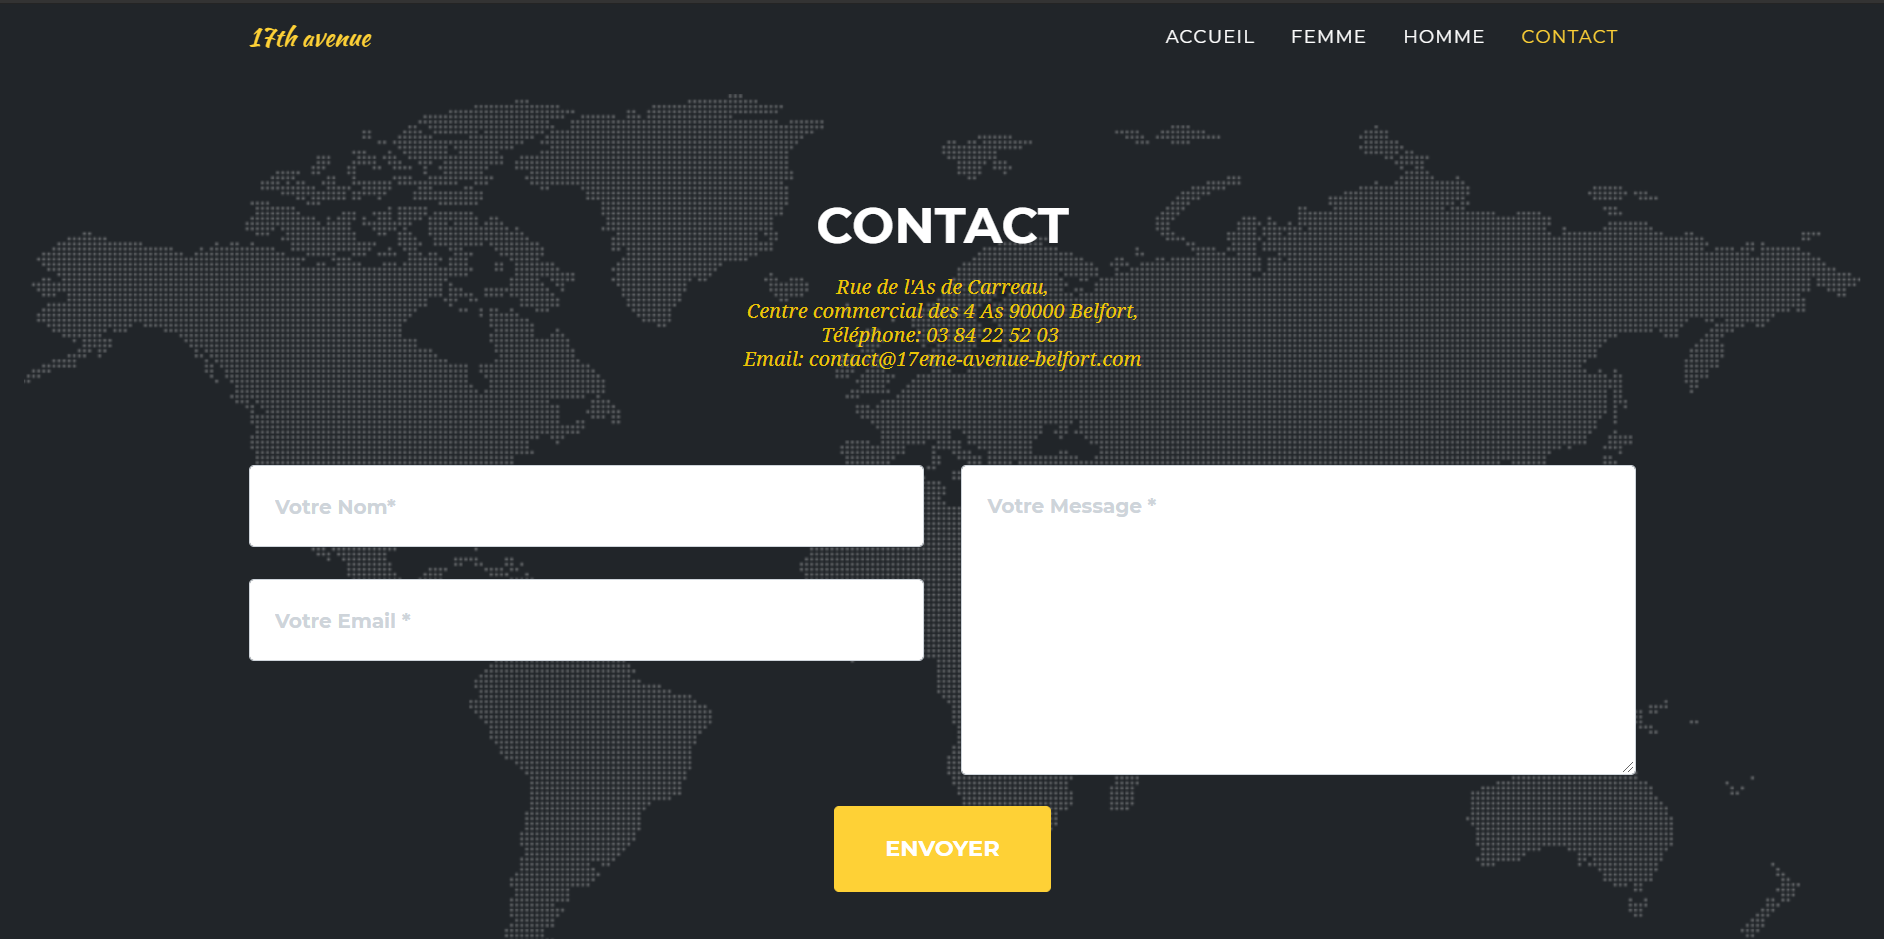 17th avenue
ACCUEIL FEMME HOMME CONTACT
CONTACT
Rue de l'As de Carreau,
Centre commerçial des 4 As 90000 Belfort,
Téléphone: 03 84 22 52 03
Email: contact@17eme-avenue-belfort.com
Votre Nom*
Votre Email *
Votre Message *
ENVOYER